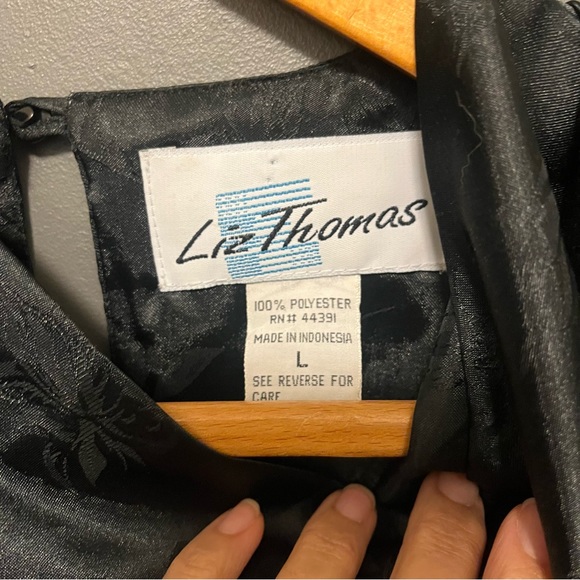 Liz Thomas
100% POLYESTER
RN# 44391
MADE IN INDONESIA
L
SEE REVERSE FOR
CARE